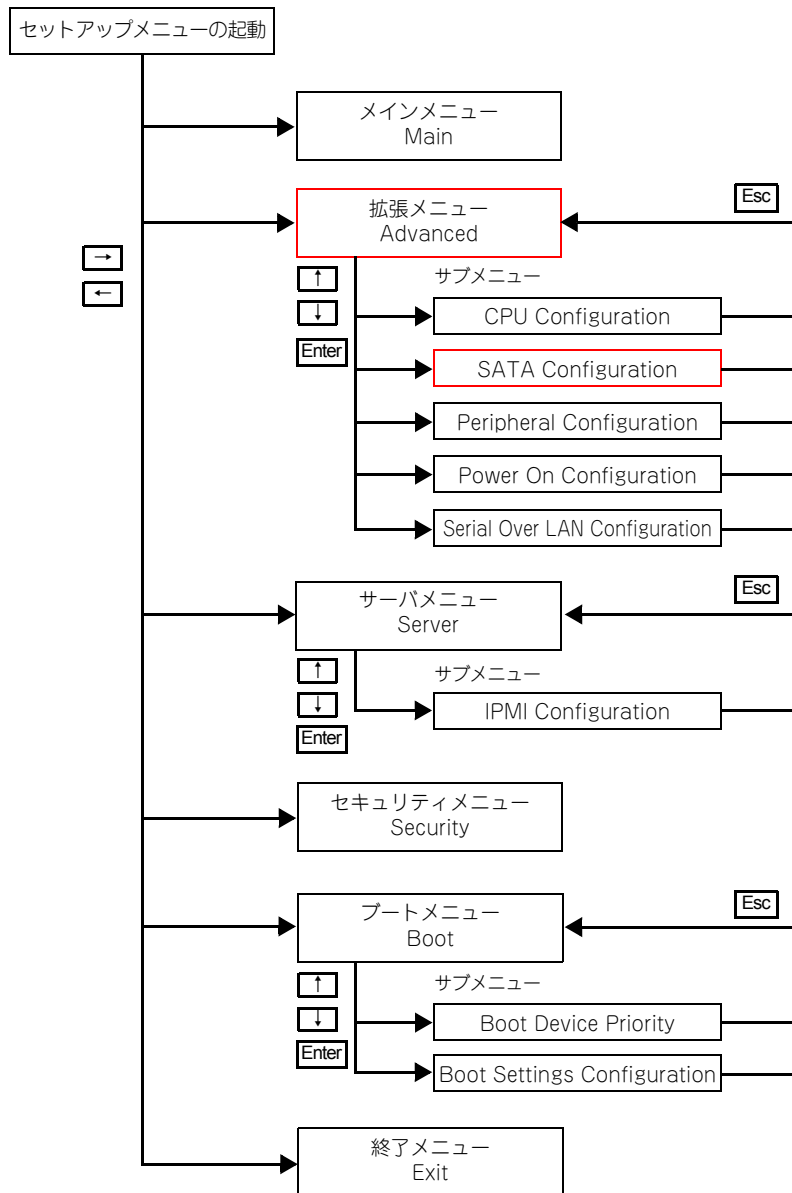 セットアップメニューの起動
メインメニュー
Main
拡張メニュー
Advanced
Esc
→
←
↑
↓
Enter
サブメニュー
CPU Configuration
SATA Configuration
Peripheral Configuration
Power On Configuration
Serial Over LAN Configuration
サーバメニュー
Server
Esc
↑
↓
Enter
サブメニュー
IPMI Configuration
セキュリティメニュー
Security
ブートメニュー
Boot
Esc
↑
↓
Enter
サブメニュー
Boot Device Priority
Boot Settings Configuration
終了メニュー
Exit